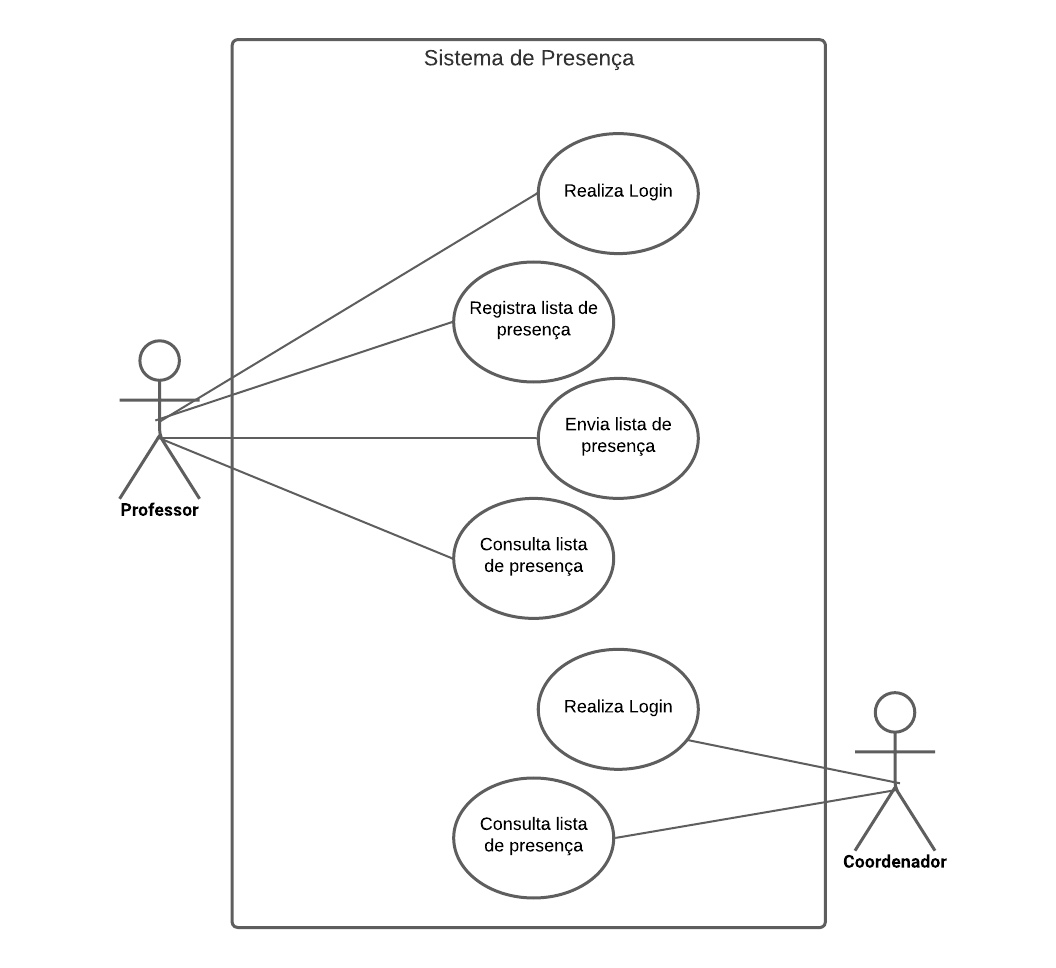 Sistema de Presença
Realiza Login
Registra lista de
presença
Envia lista de
presença
Professor
Consulta lista
de presença
Realiza Login
Consulta lista
de presença
Coordenador